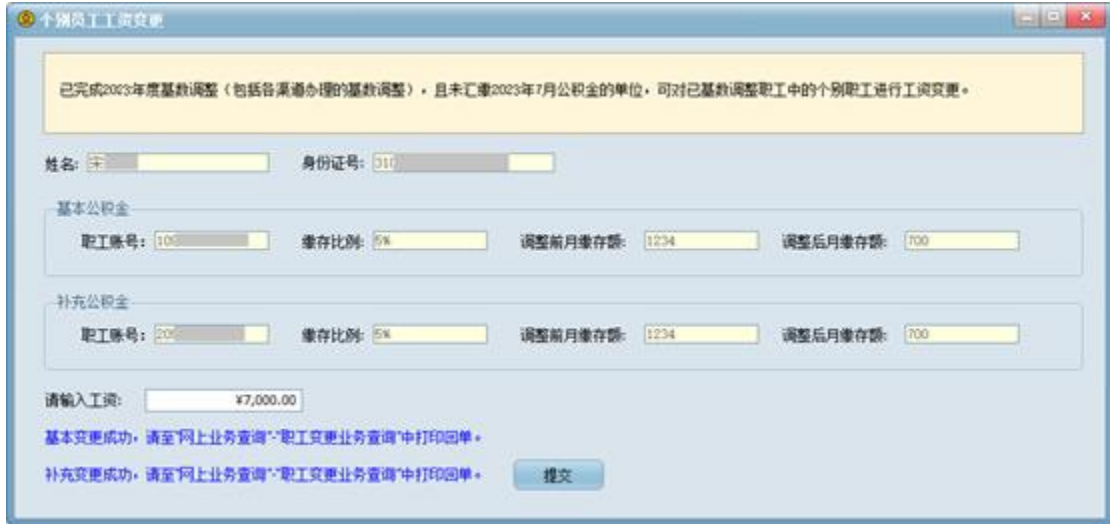 个别员工工资变更
已完成2023年度基数调整（包括各渠道办理的基数调整），且未汇缴2023年7月公积金的单位，可对已基数调整职工中的个别职工进行工资变更。
姓名: 宋 身份证号: 310
基本公积金
职工账号: 109 缴存比例: 5% 调整前月缴存额: 1234 调整后月缴存额: 700
补充公积金
职工账号: 209 缴存比例: 5% 调整前月缴存额: 1234 调整后月缴存额: 700
请输入工资: ¥7,000.00
基本变更成功，请至"网上业务查询"-"职工变更业务查询"中打印回单。
补充变更成功，请至"网上业务查询"-"职工变更业务查询"中打印回单。 提交